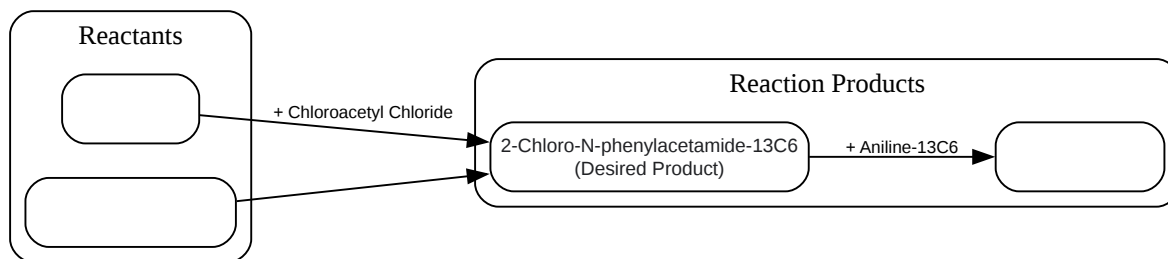 Reactants
+ Chloroacetyl Chloride
Reaction Products
2-Chloro-N-phenylacetamide-13C6
(Desired Product)
+ Aniline-13C6